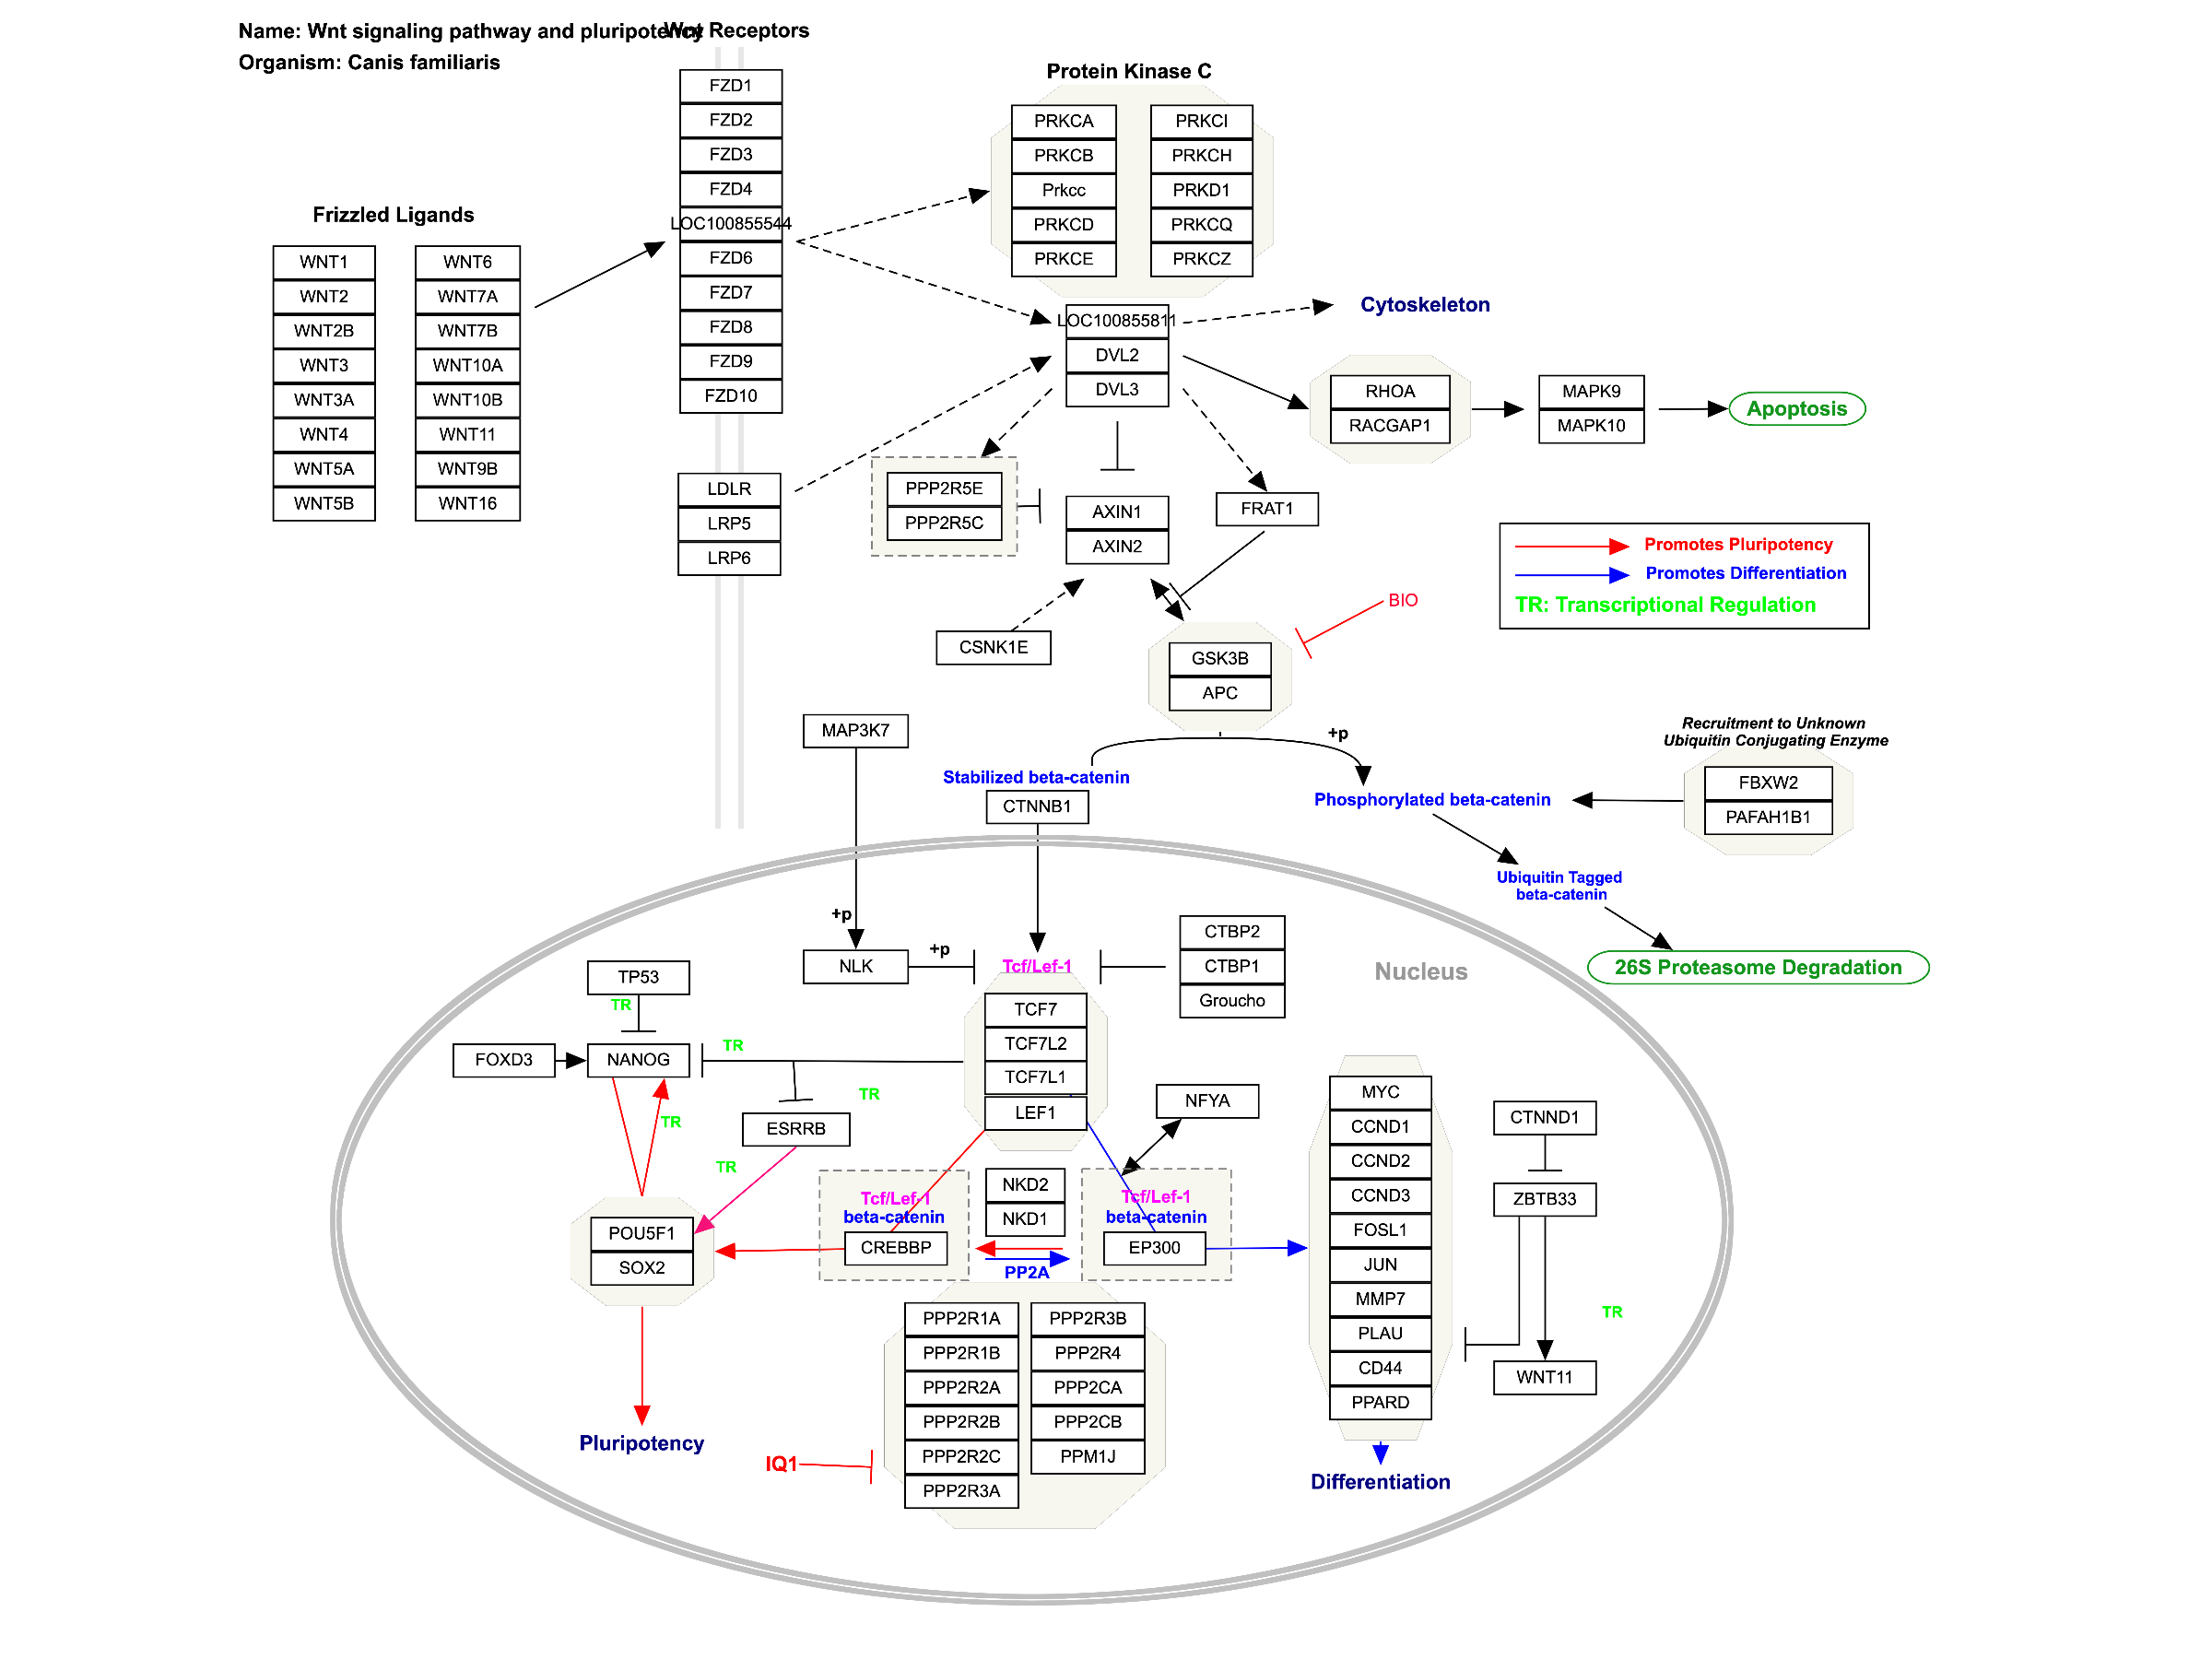 Name: Wnt signaling pathway and pluripotency
Organism: Canis familiaris
Wnt Receptors
FZD1
FZD2
FZD3
FZD4
LOC100855544
FZD6
FZD7
FZD8
FZD9
FZD10
LDLR
LRP5
LRP6
Frizzled Ligands
WNT1
WNT2
WNT2B
WNT3
WNT3A
WNT4
WNT5A
WNT5B
WNT6
WNT7A
WNT7B
WNT10A
WNT10B
WNT11
WNT9B
WNT16
Protein Kinase C
PRKCA
PRKCB
Prkcc
PRKCD
PRKCE
PRKCI
PRKCH
PRKD1
PRKCQ
PRKCZ
LOC100855811
DVL2
DVL3
Cytoskeleton
RHOA
RACGAP1
MAPK9
MAPK10
Apoptosis
PPP2R5E
PPP2R5C
AXIN1
AXIN2
FRAT1
Promotes Pluripotency
Promotes Differentiation
TR: Transcriptional Regulation
BIO
CSNK1E
GSK3B
APC
MAP3K7
+p
Stabilized beta-catenin
CTNNB1
Phosphorylated beta-catenin
Recruitment to Unknown
Ubiquitin Conjugating Enzyme
FBXW2
PAFAH1B1
Ubiquitin Tagged
beta-catenin
26S Proteasome Degradation
Nucleus
+p
NLK
+p
Tcf/Lef-1
CTBP2
CTBP1
Groucho
TCF7
TCF7L2
TCF7L1
LEF1
TP53
TR
FOXD3
NANOG
TR
TR
TR
ESRRB
TR
NFYA
POU5F1
SOX2
Tcf/Lef-1
beta-catenin
CREBBP
NKD2
NKD1
PP2A
Tcf/Lef-1
beta-catenin
EP300
MYC
CCND1
CCND2
CCND3
FOSL1
JUN
MMP7
PLAU
CD44
PPARD
CTNND1
ZBTB33
TR
WNT11
PPP2R1A
PPP2R1B
PPP2R2A
PPP2R2B
PPP2R2C
PPP2R3A
PPP2R3B
PPP2R4
PPP2CA
PPP2CB
PPM1J
IQ1
Pluripotency
Differentiation